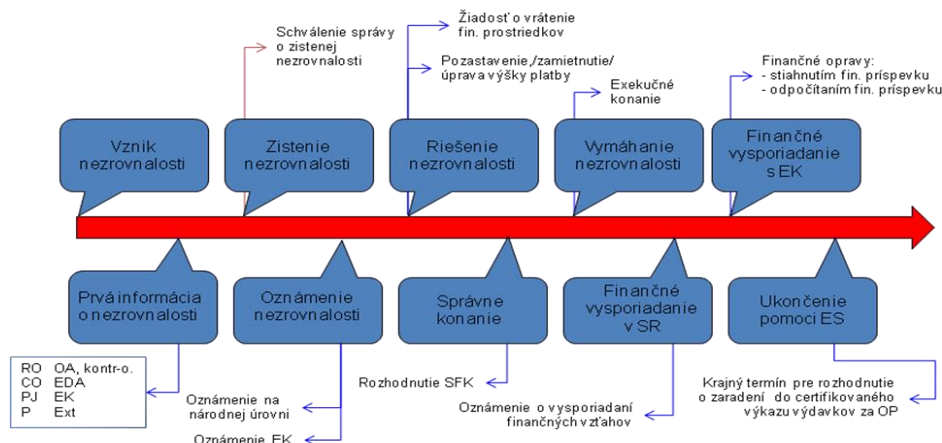 Schválenie správy
o zistenej
nezrovnalosti
Žiadosť o vrátenie
fin. prostriedkov
Pozastavenie,/zamietnutie/
úprava výšky platby
Exekučné
konanie
Finančné opravy:
- stiahnutím fin. príspevku
- odpočítaním fin. príspevku
Vznik
nezrovnalosti
Zistenie
nezrovnalosti
Riešenie
nezrovnalosti
Vymáhanie
nezrovnalosti
Finančné
vysporiadanie
s EK
Prvá informácia
o nezrovnalosti
Oznámenie
nezrovnalosti
Správne
konanie
Finančné
vysporiadanie
v SR
Ukončenie
pomoci ES
RO OA, kontr-o.
CO EDA
PJ EK
P Ext
Oznámenie na
národnej úrovni
Oznámenie EK
Rozhodnutie SFK
Oznámenie o vysporiadaní
finančných vzťahov
Krajný termín pre rozhodnutie
o zaradení do certifikovaného
výkazu výdavkov za OP